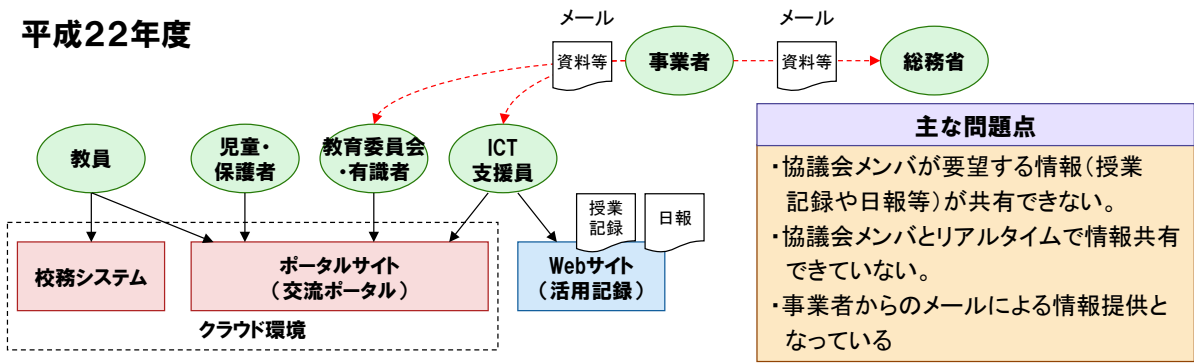 平成２２年度
メール
メール
資料等
事業者
資料等
総務省
教員
児童・
保護者
教育委員会
・有識者
ICT
支援員
授業
記録
日報
校務システム
ポータルサイト
（交流ポータル）
Webサイト
（活用記録）
クラウド環境
主な問題点
・協議会メンバが要望する情報（授業
記録や日報等）が共有できない。
・協議会メンバとリアルタイムで情報共有
できていない。
・事業者からのメールによる情報提供と
なっている